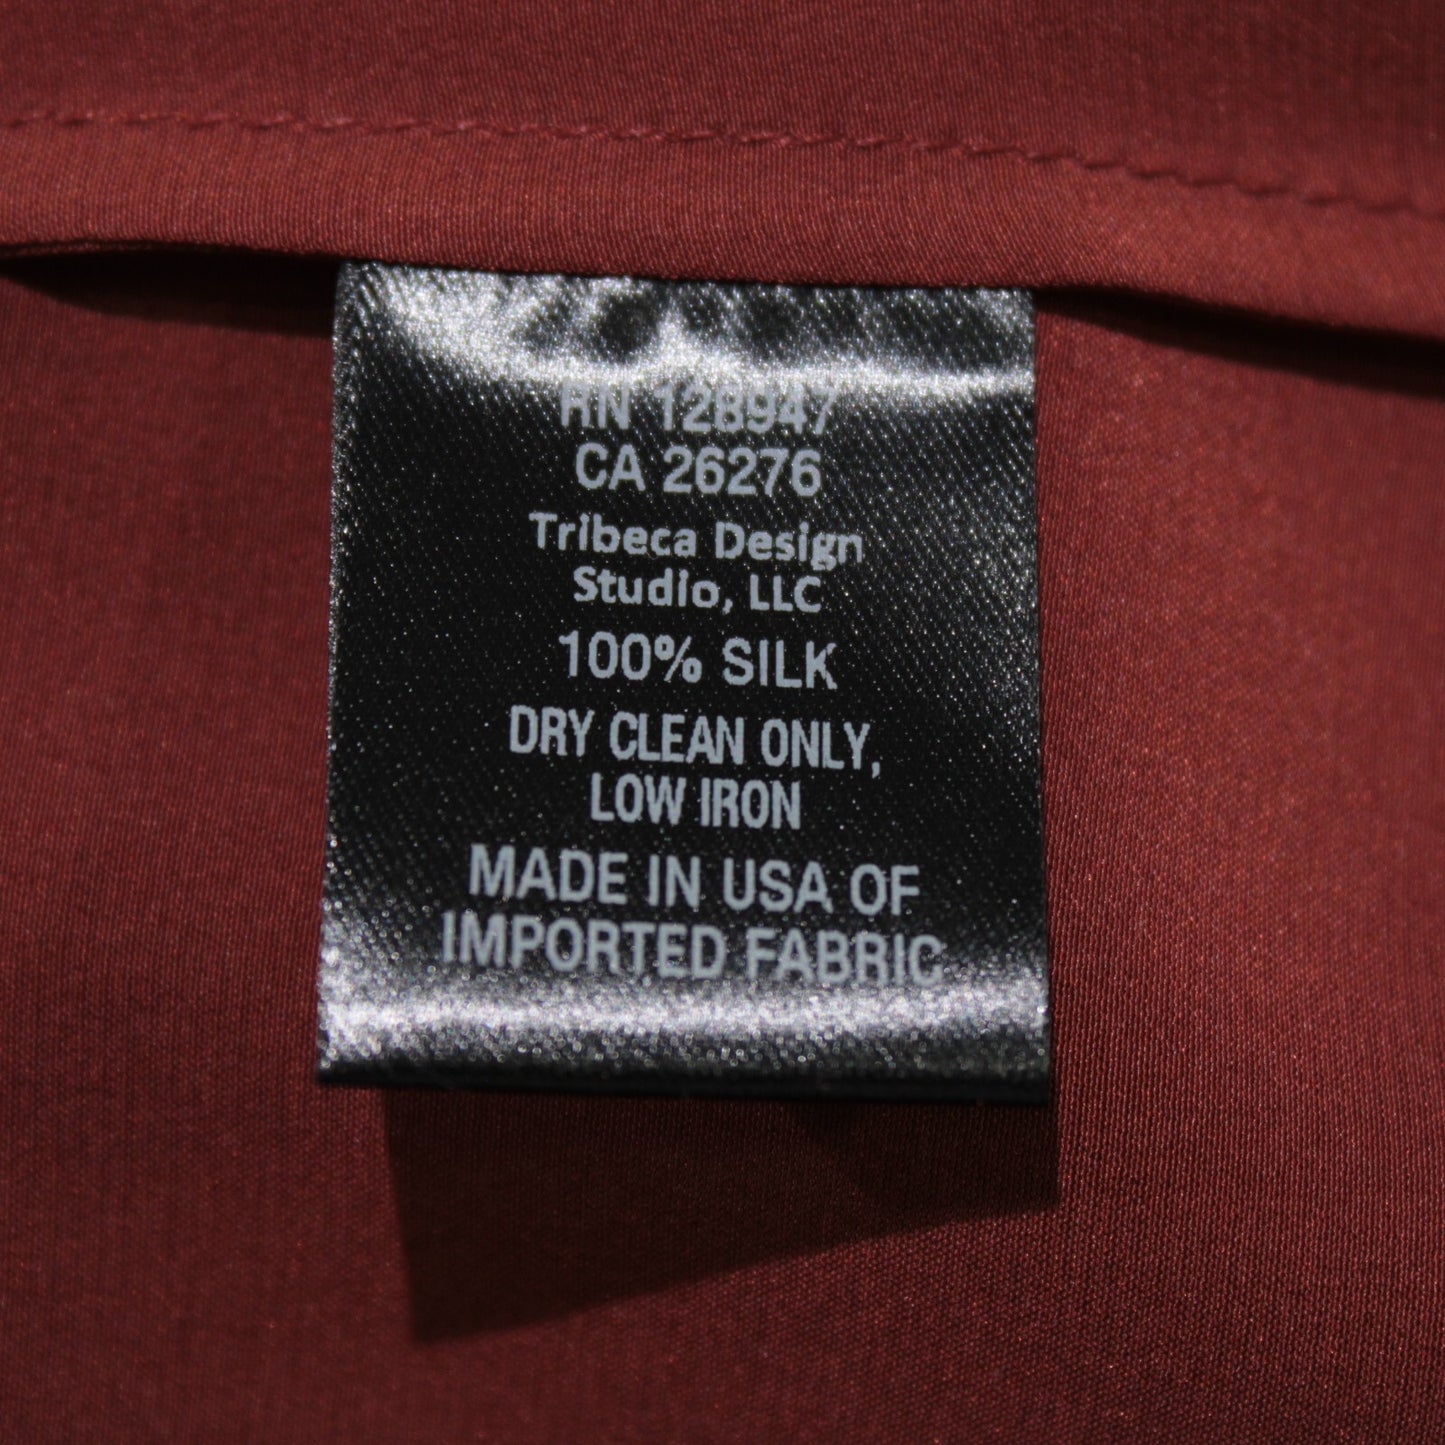 RN 128947
CA 26276
Tribeca Design
Studio, LLC
100% SILK
DRY CLEAN ONLY,
LOW IRON
MADE IN USA OF
IMPORTED FABRIC